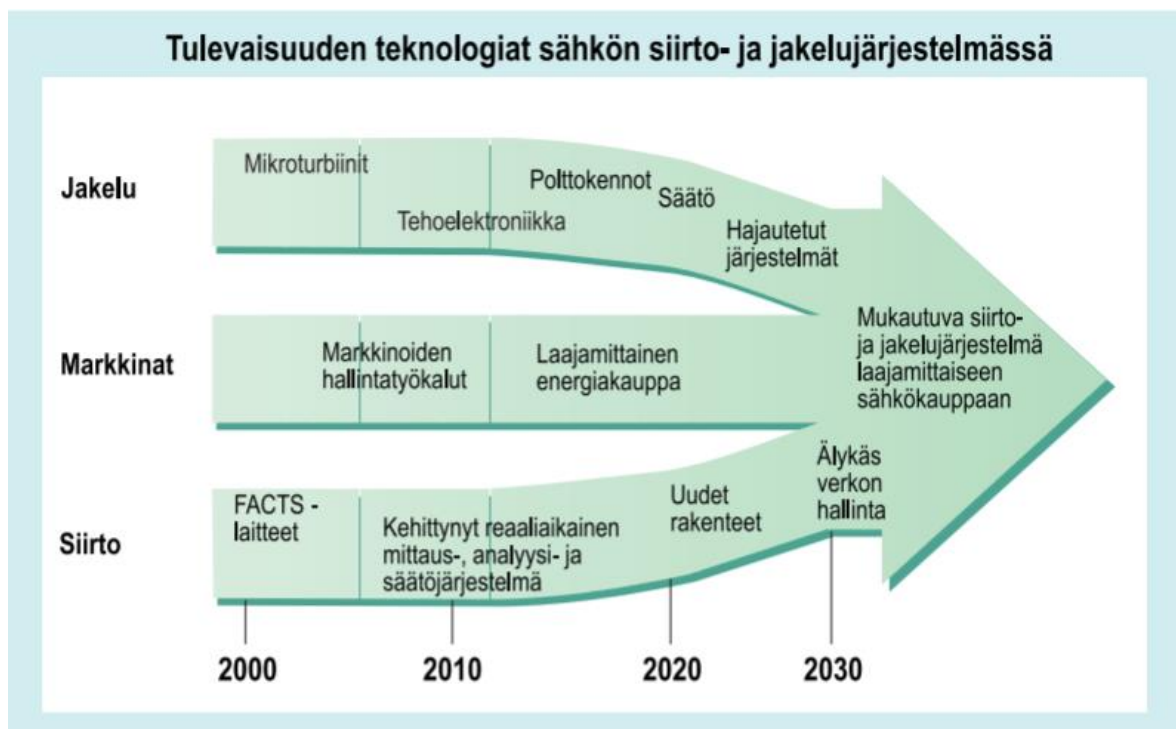 Tulevaisuuden teknologiat sähkön siirto- ja jakelujärjestelmässä
Jakelu
Mikroturbiinit
Tehoelektroniikka
Polttokennot
Säätö
Hajautetut
järjestelmät
Markkinat
Markkinoiden
hallintatyökalut
Laajamittainen
energiakauppa
Mukautuva siirto-
ja jakelujärjestelmä
laajamittaiseen
sähkökauppaan
Siirto
FACTS -
laitteet
Kehittynyt reaaliaikainen
mittaus-, analyysi- ja
säätöjärjestelmä
Uudet
rakenteet
Älykäs
verkon
hallinta
2000
2010
2020
2030